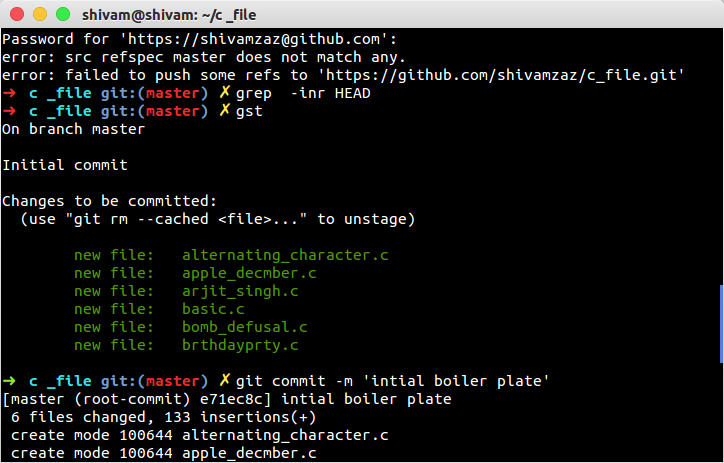 shivam@shivam: ~/c _file
Password for 'https://shivamzaz@github.com':
error: src refspec master does not match any.
error: failed to push some refs to 'https://github.com/shivamzaz/c_file.git'
➜  c _file git:(master) ✗ grep  -inr HEAD
➜  c _file git:(master) ✗ gst
On branch master
Initial commit
Changes to be committed:
  (use "git rm --cached <file>..." to unstage)
        new file:   alternating_character.c
        new file:   apple_decmber.c
        new file:   arjit_singh.c
        new file:   basic.c
        new file:   bomb_defusal.c
        new file:   brthdayprty.c
➜  c _file git:(master) ✗ git commit -m 'intial boiler plate'
[master (root-commit) e71ec8c] intial boiler plate
 6 files changed, 133 insertions(+)
 create mode 100644 alternating_character.c
 create mode 100644 apple_decmber.c